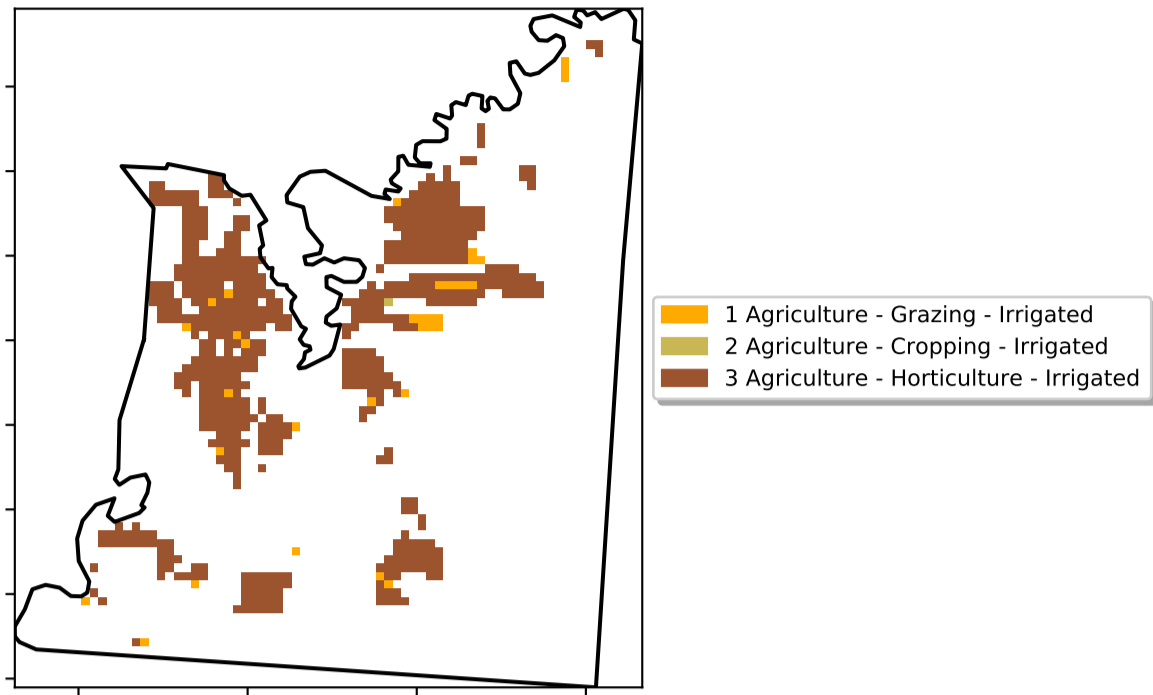 1 Agriculture - Grazing - Irrigated
2 Agriculture - Cropping - Irrigated
3 Agriculture - Horticulture - Irrigated